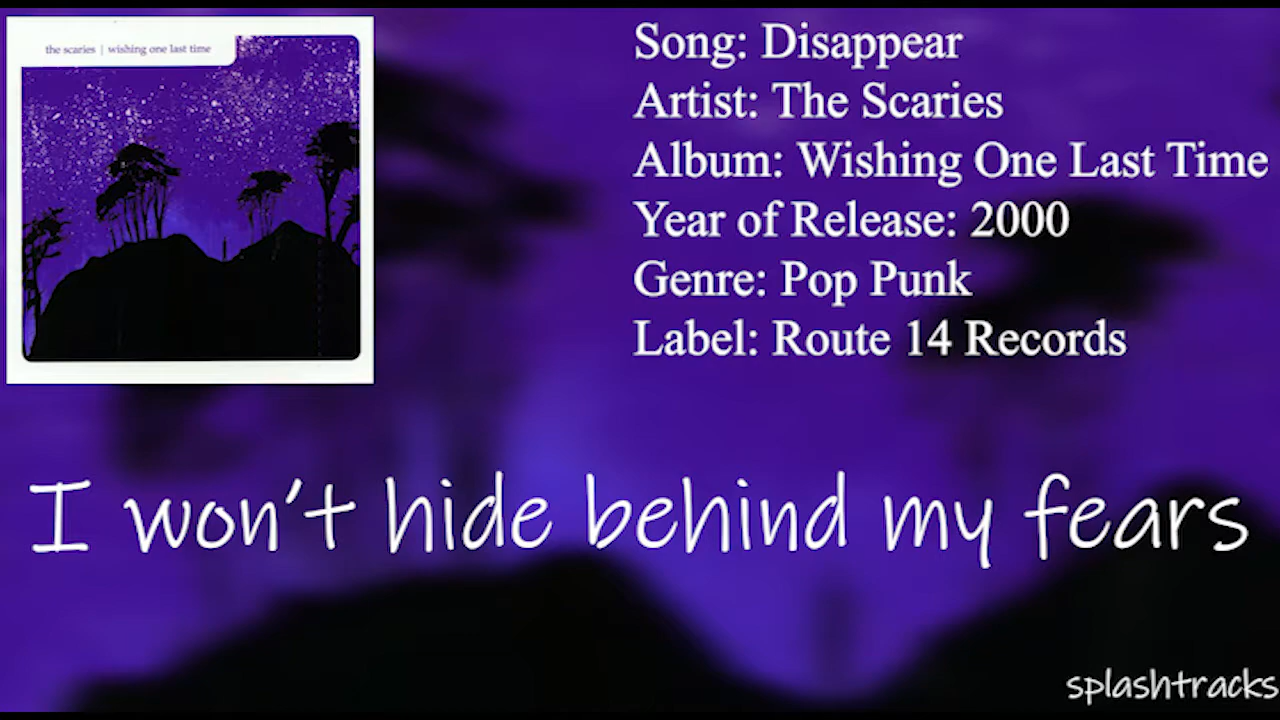 the scaries | wishing one last time
Song: Disappear
Artist: The Scaries
Album: Wishing One Last Time
Year of Release: 2000
Genre: Pop Punk
Label: Route 14 Records
I won't hide behind my fears
splashtracks